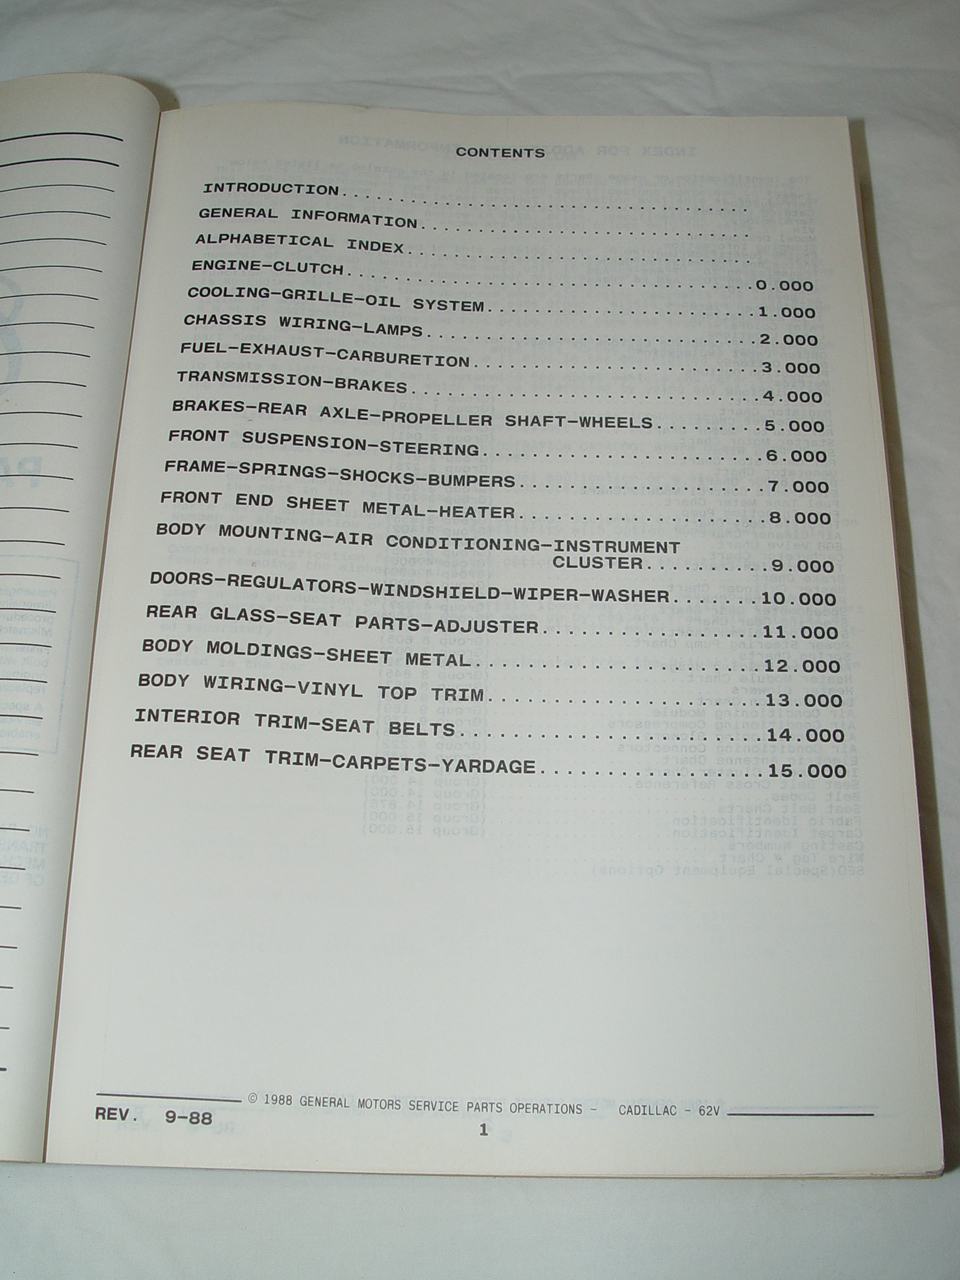 CONTENTS
INTRODUCTION..................................
GENERAL INFORMATION............................
ALPHABETICAL INDEX.............................
ENGINE-CLUTCH..................................0.000
COOLING-GRILLE-OIL SYSTEM.......................1.000
CHASSIS WIRING-LAMPS............................2.000
FUEL-EXHAUST-CARBURETION........................3.000
TRANSMISSION-BRAKES.............................4.000
BRAKES-REAR AXLE-PROPELLER SHAFT-WHEELS.........5.000
FRONT SUSPENSION-STEERING.......................6.000
FRAME-SPRINGS-SHOCKS-BUMPERS....................7.000
FRONT END SHEET METAL-HEATER....................8.000
BODY MOUNTING-AIR CONDITIONING-INSTRUMENT
CLUSTER..........9.000
DOORS-REGULATORS-WINDSHIELD-WIPER-WASHER.......10.000
REAR GLASS-SEAT PARTS-ADJUSTER.................11.000
BODY MOLDINGS-SHEET METAL......................12.000
BODY WIRING-VINYL TOP TRIM.....................13.000
INTERIOR TRIM-SEAT BELTS.......................14.000
REAR SEAT TRIM-CARPETS-YARDAGE.................15.000
© 1988 GENERAL MOTORS SERVICE PARTS OPERATIONS - CADILLAC - 62V
REV. 9-88
1